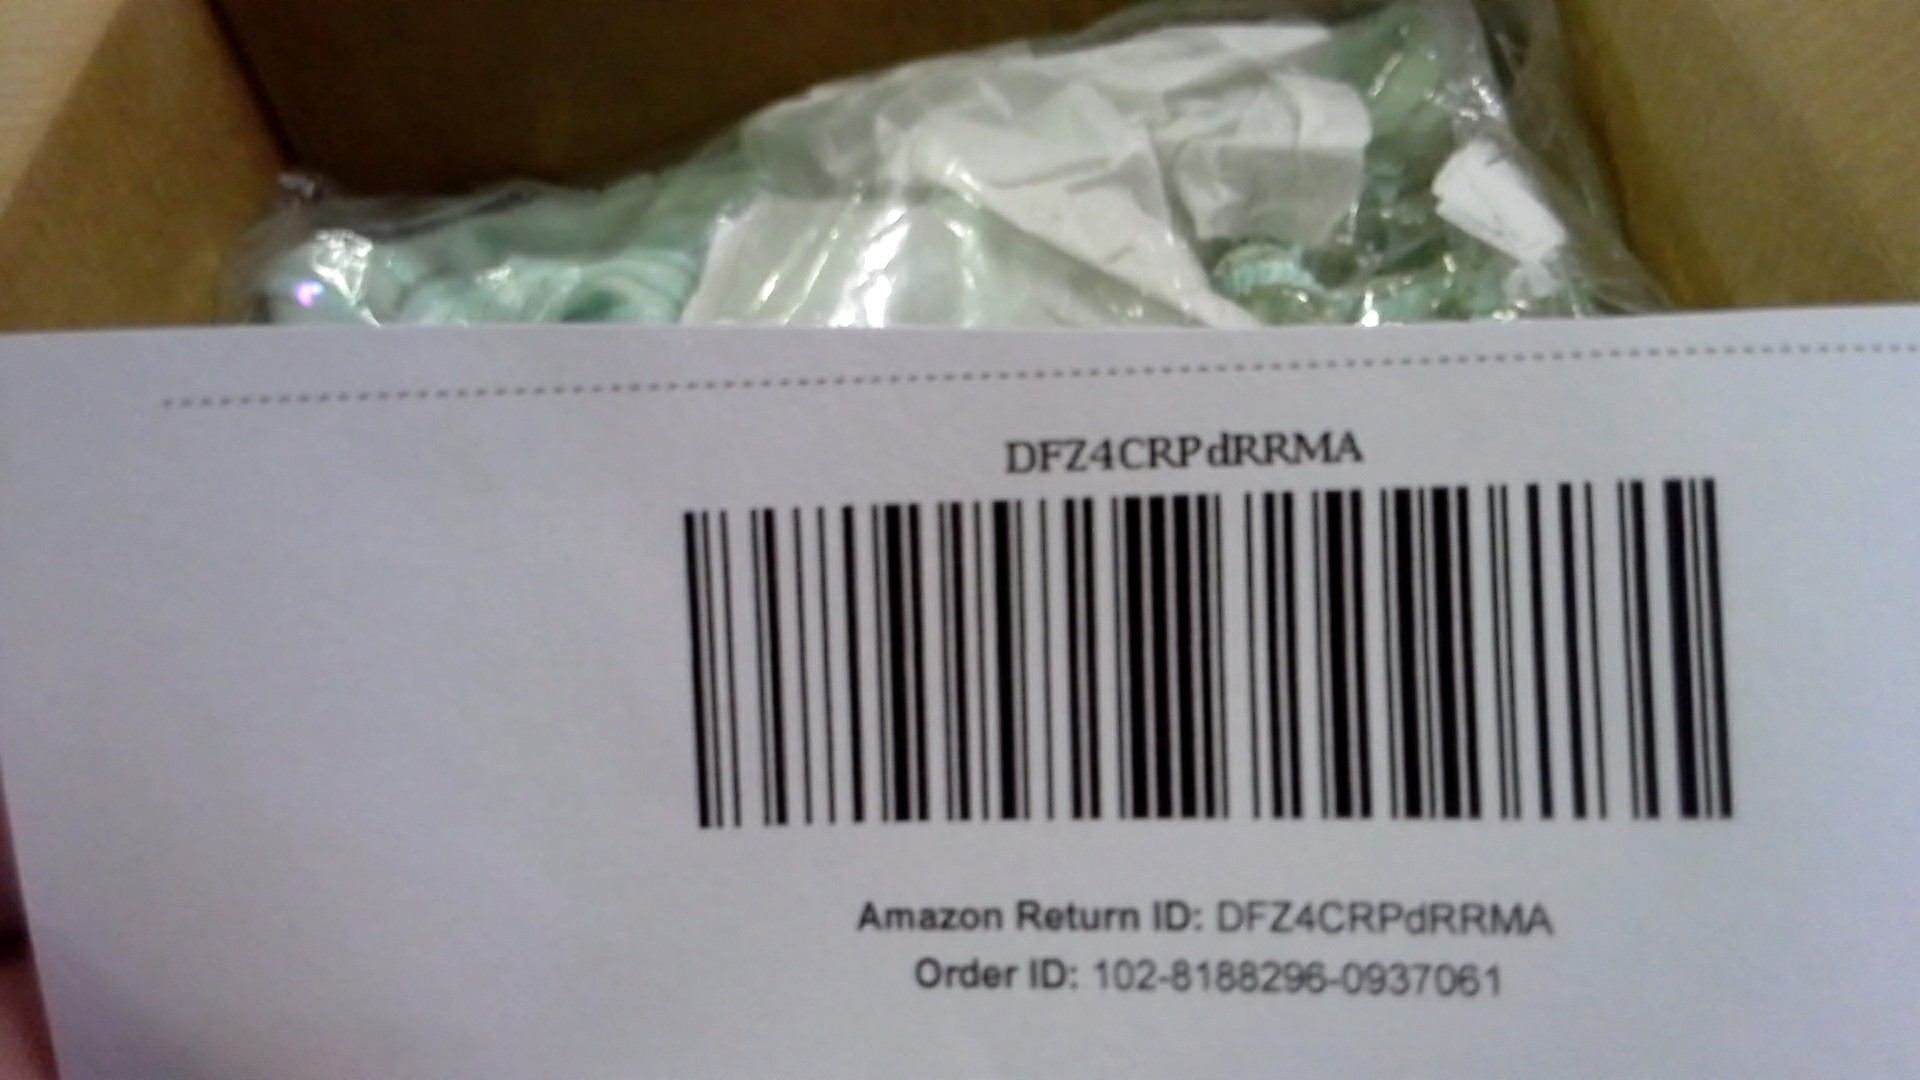 DFZ4CRPdRRMA
Amazon Return ID: DFZ4CRPdRRMA
Order ID: 102-8188296-0937061